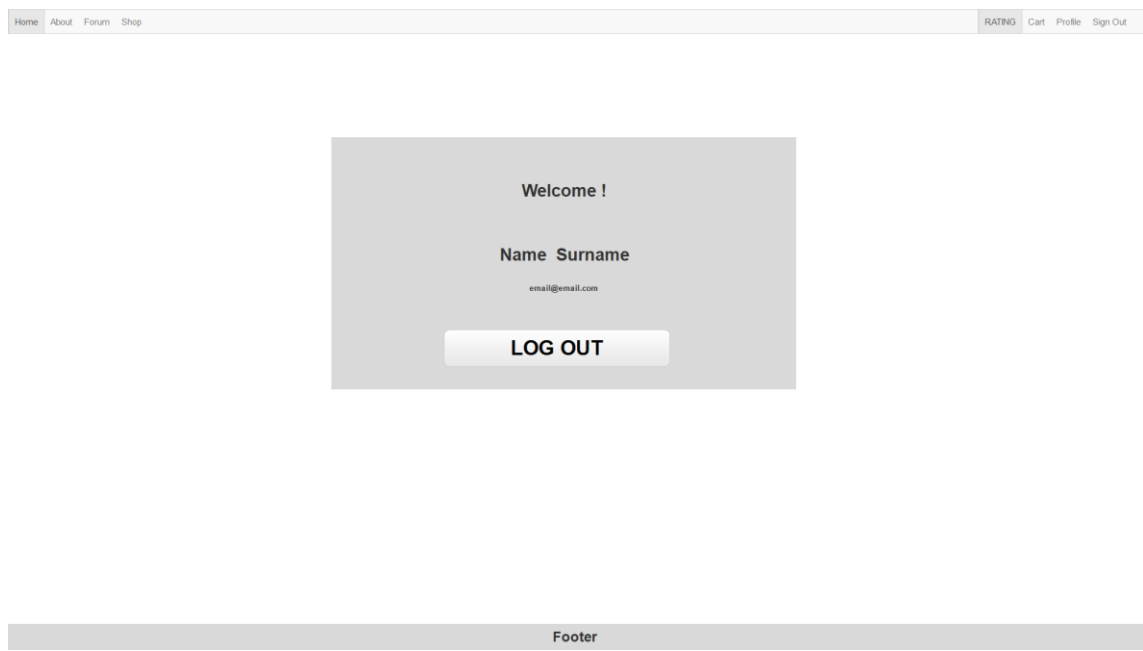 Home About Forum Shop RATING Cart Profile Sign Out
Welcome !
Name Surname
email@email.com
LOG OUT
Footer